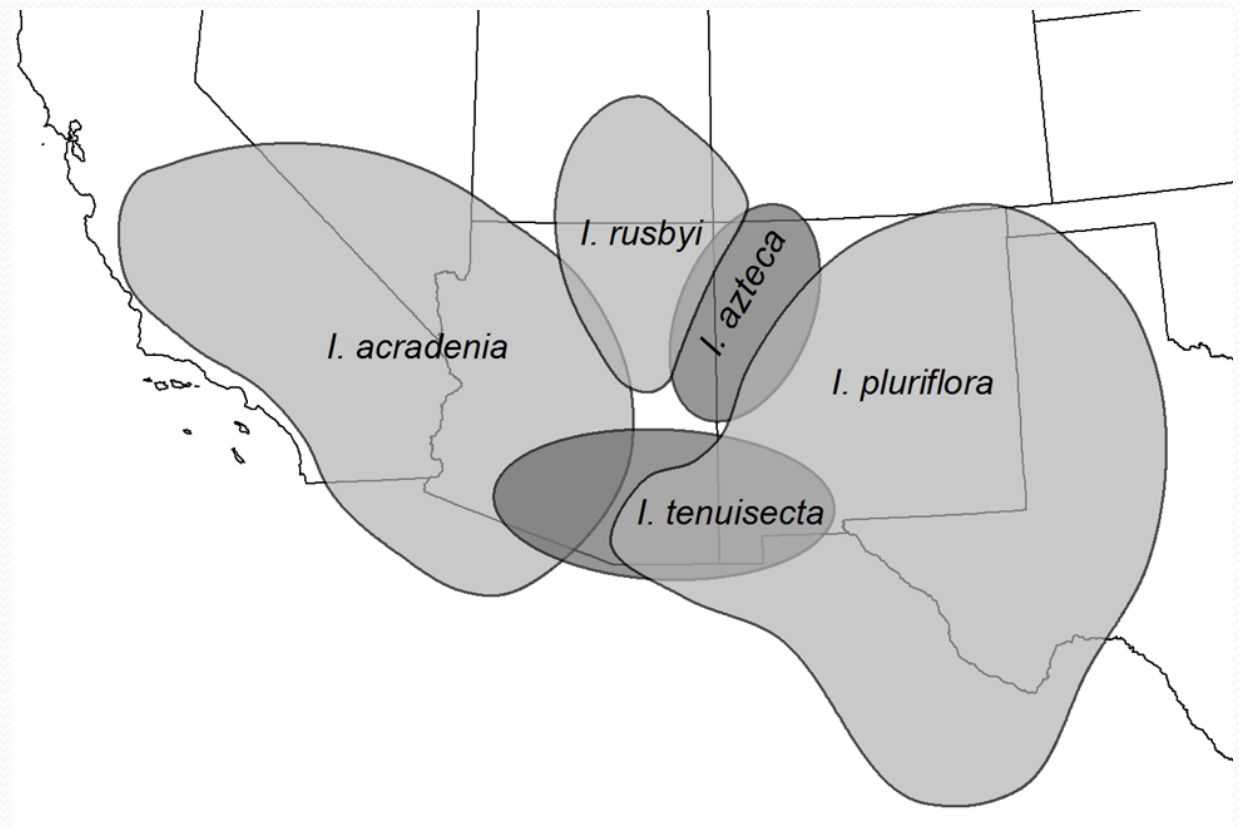 I. rusbyi
I. azteca
I. acradenia
I. pluriflora
I. tenuisecta